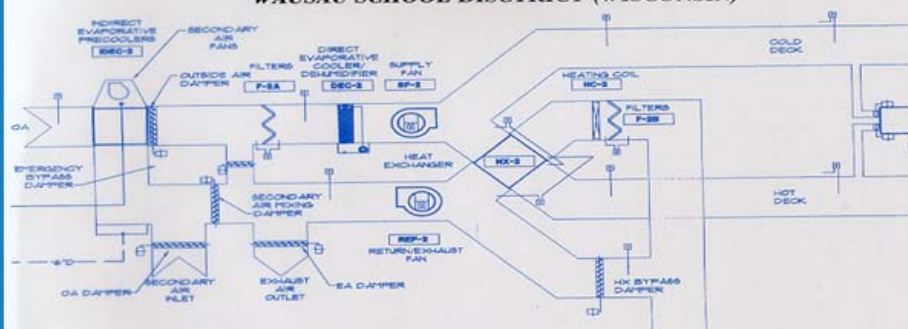 WAUSAU SCHOOL DISCTRICT (WISCONSIN)
INDIRECT
EVAPORATIVE
PRECOOLERS
IDEC-2
SECONDARY
AIR
FANS
OUTSIDE AIR
DAMPER
FILTERS
F-2A
DIRECT
EVAPORATIVE
COOLER/
DEHUMIDIFIER
DEC-2
SUPPLY
FAN
SF-2
COLD
DECK
HEATING COIL
HC-2
FILTERS
F-2B
OA
EMERGENCY
BYPASS
DAMPER
HEAT
EXCHANGER
HX-2
SECONDARY
AIR MIXING
DAMPER
HOT
DECK
REF-2
RETURN/EXHAUST
FAN
OA DAMPER
SECONDARY
AIR
INLET
EXHAUST
AIR
OUTLET
EA DAMPER
HX BYPASS
DAMPER